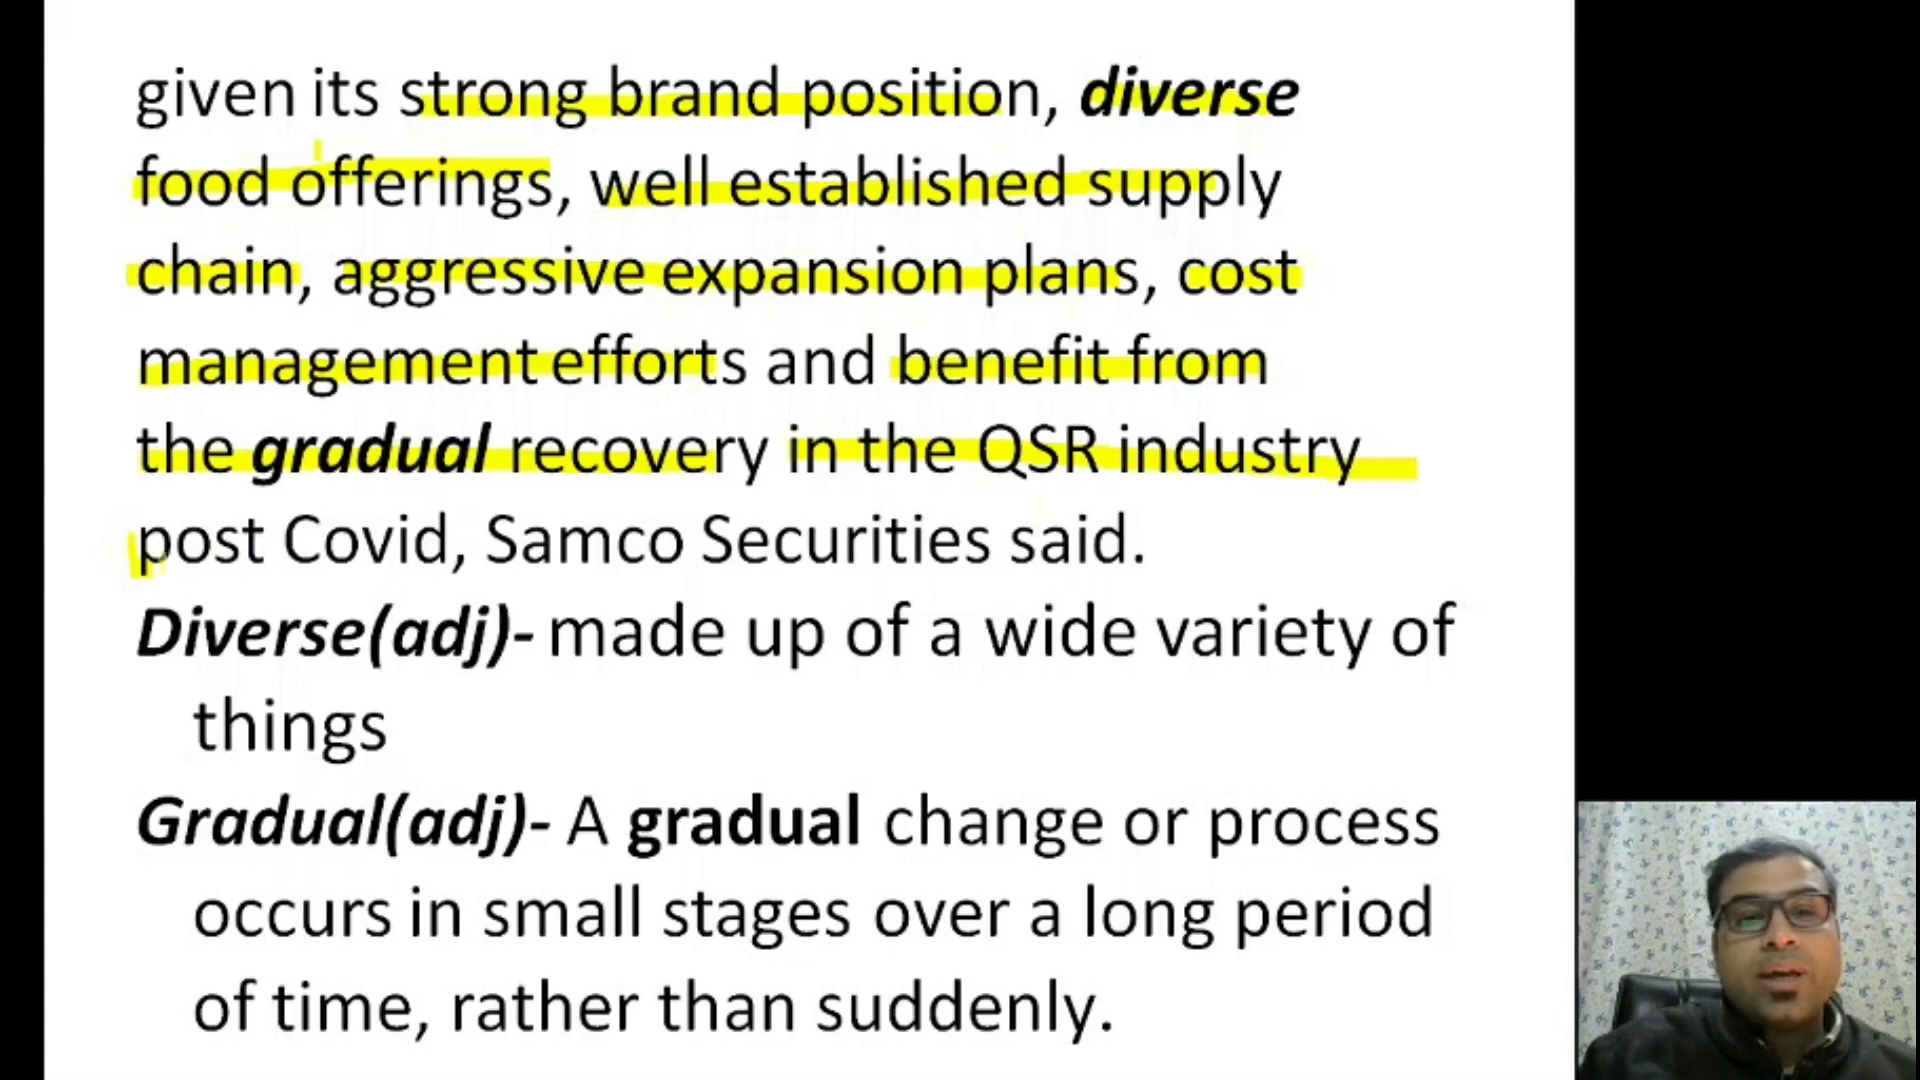 given its strong brand position, diverse
food offerings, well established supply
chain, aggressive expansion plans, cost
management efforts and benefit from
the gradual recovery in the QSR industry
post Covid, Samco Securities said.
Diverse(adj)- made up of a wide variety of
things
Gradual(adj)- A gradual change or process
occurs in small stages over a long period
of time, rather than suddenly.